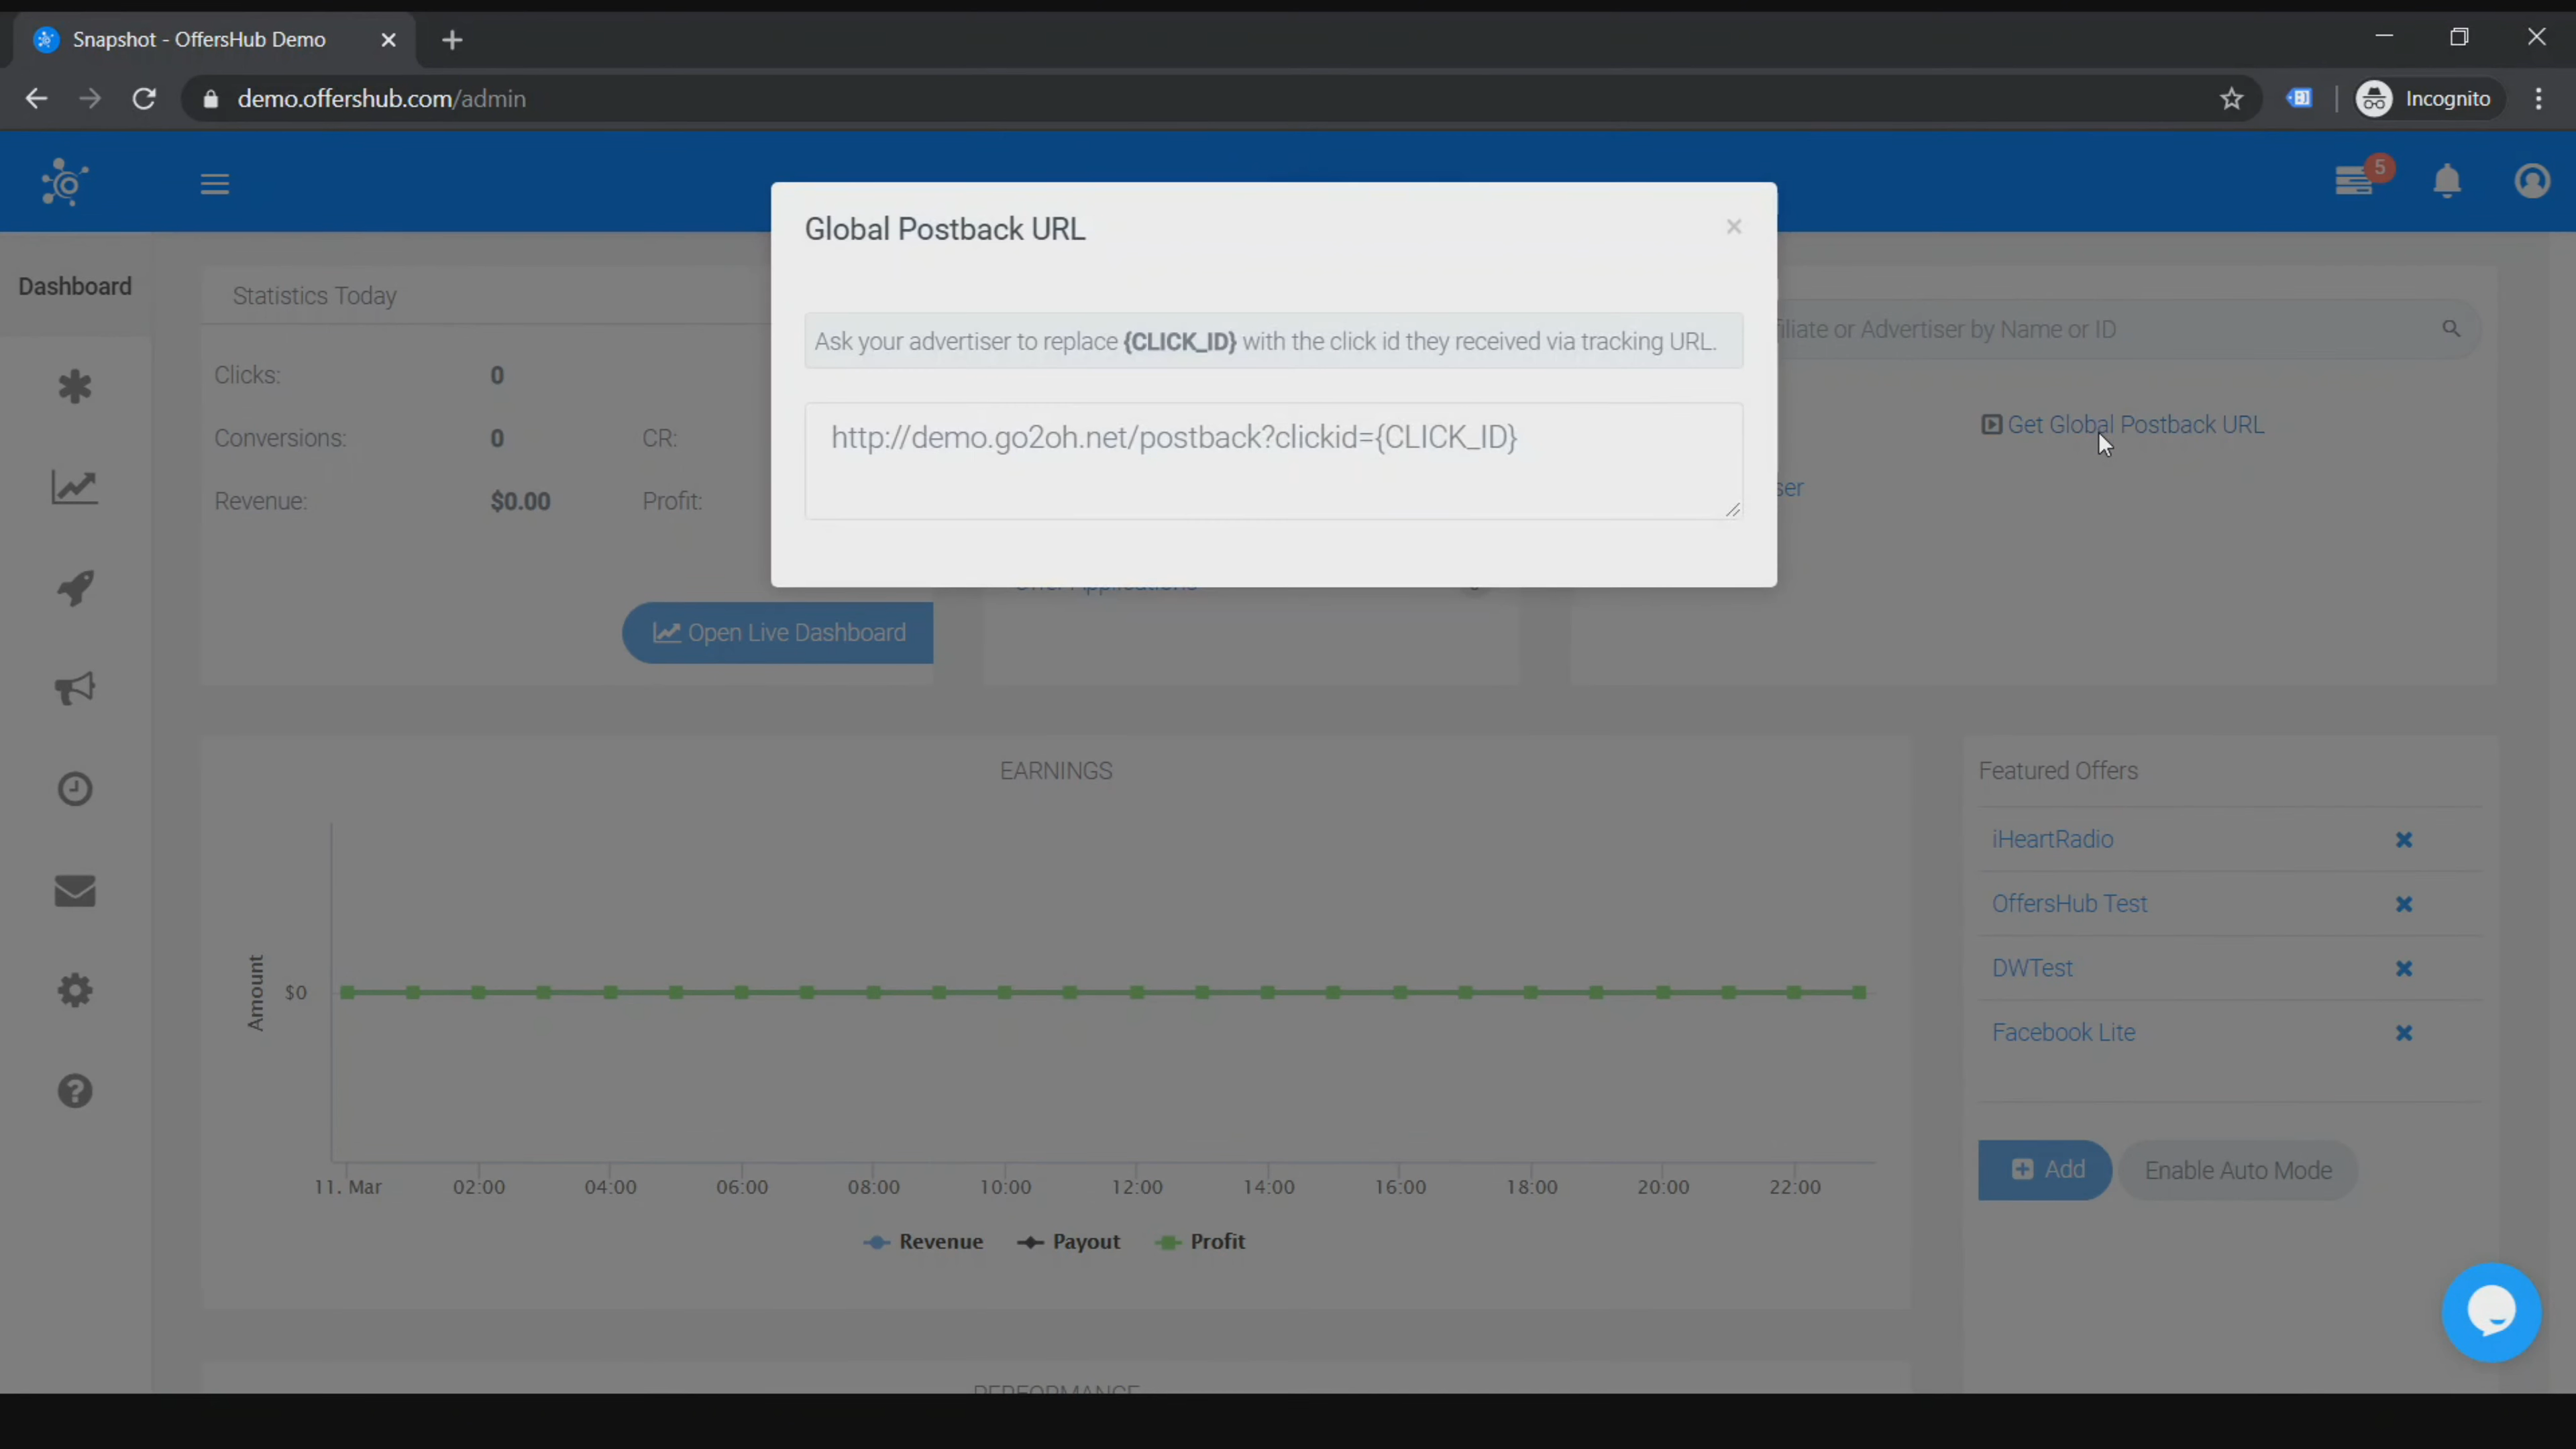 Snapshot - OffersHub Demo
demo.offershub.com/admin
Incognito
5
Global Postback URL
Dashboard
Statistics Today
Ask your advertiser to replace {CLICK_ID} with the click id they received via tracking URL.
filiate or Advertiser by Name or ID
Clicks: 0
http://demo.go2oh.net/postback?clickid={CLICK_ID}
Get Global Postback URL
Conversions: 0 CR:
ser
Revenue: $0.00 Profit:
Offer Applications
Open Live Dashboard
EARNINGS
Featured Offers
iHeartRadio
OffersHub Test
DWTest
Facebook Lite
Amount
$0
Add
Enable Auto Mode
11. Mar 02:00 04:00 06:00 08:00 10:00 12:00 14:00 16:00 18:00 20:00 22:00
Revenue Payout Profit
PERFORMANCE